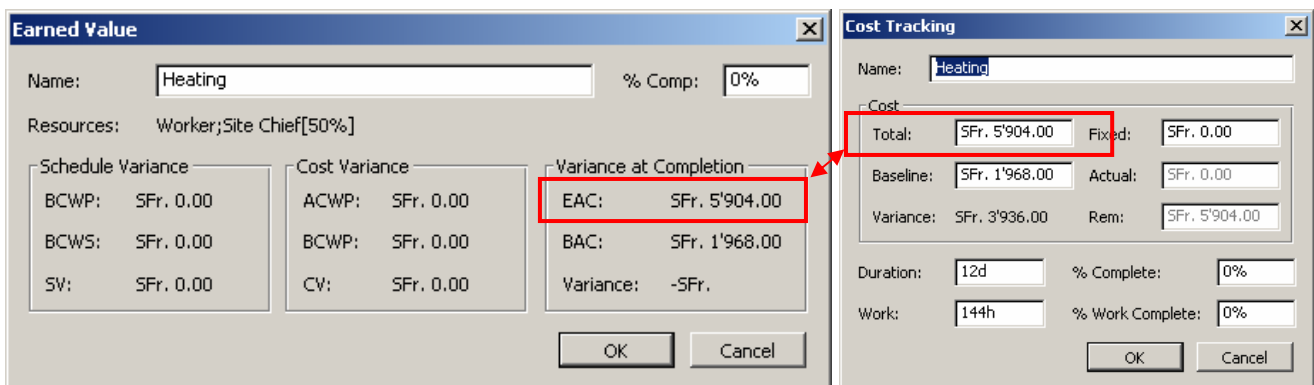 Earned Value
Name: Heating % Comp: 0%
Resources: Worker;Site Chief[50%]
Schedule Variance
BCWP: SFr. 0.00
BCWS: SFr. 0.00
SV: SFr. 0.00
Cost Variance
ACWP: SFr. 0.00
BCWP: SFr. 0.00
CV: SFr. 0.00
Variance at Completion
EAC: SFr. 5'904.00
BAC: SFr. 1'968.00
Variance: -SFr.
OK Cancel
Cost Tracking
Name: Heating
Cost
Total: SFr. 5'904.00 Fixed: SFr. 0.00
Baseline: SFr. 1'968.00 Actual: SFr. 0.00
Variance: SFr. 3'936.00 Rem: SFr. 5'904.00
Duration: 12d % Complete: 0%
Work: 144h % Work Complete: 0%
OK Cancel